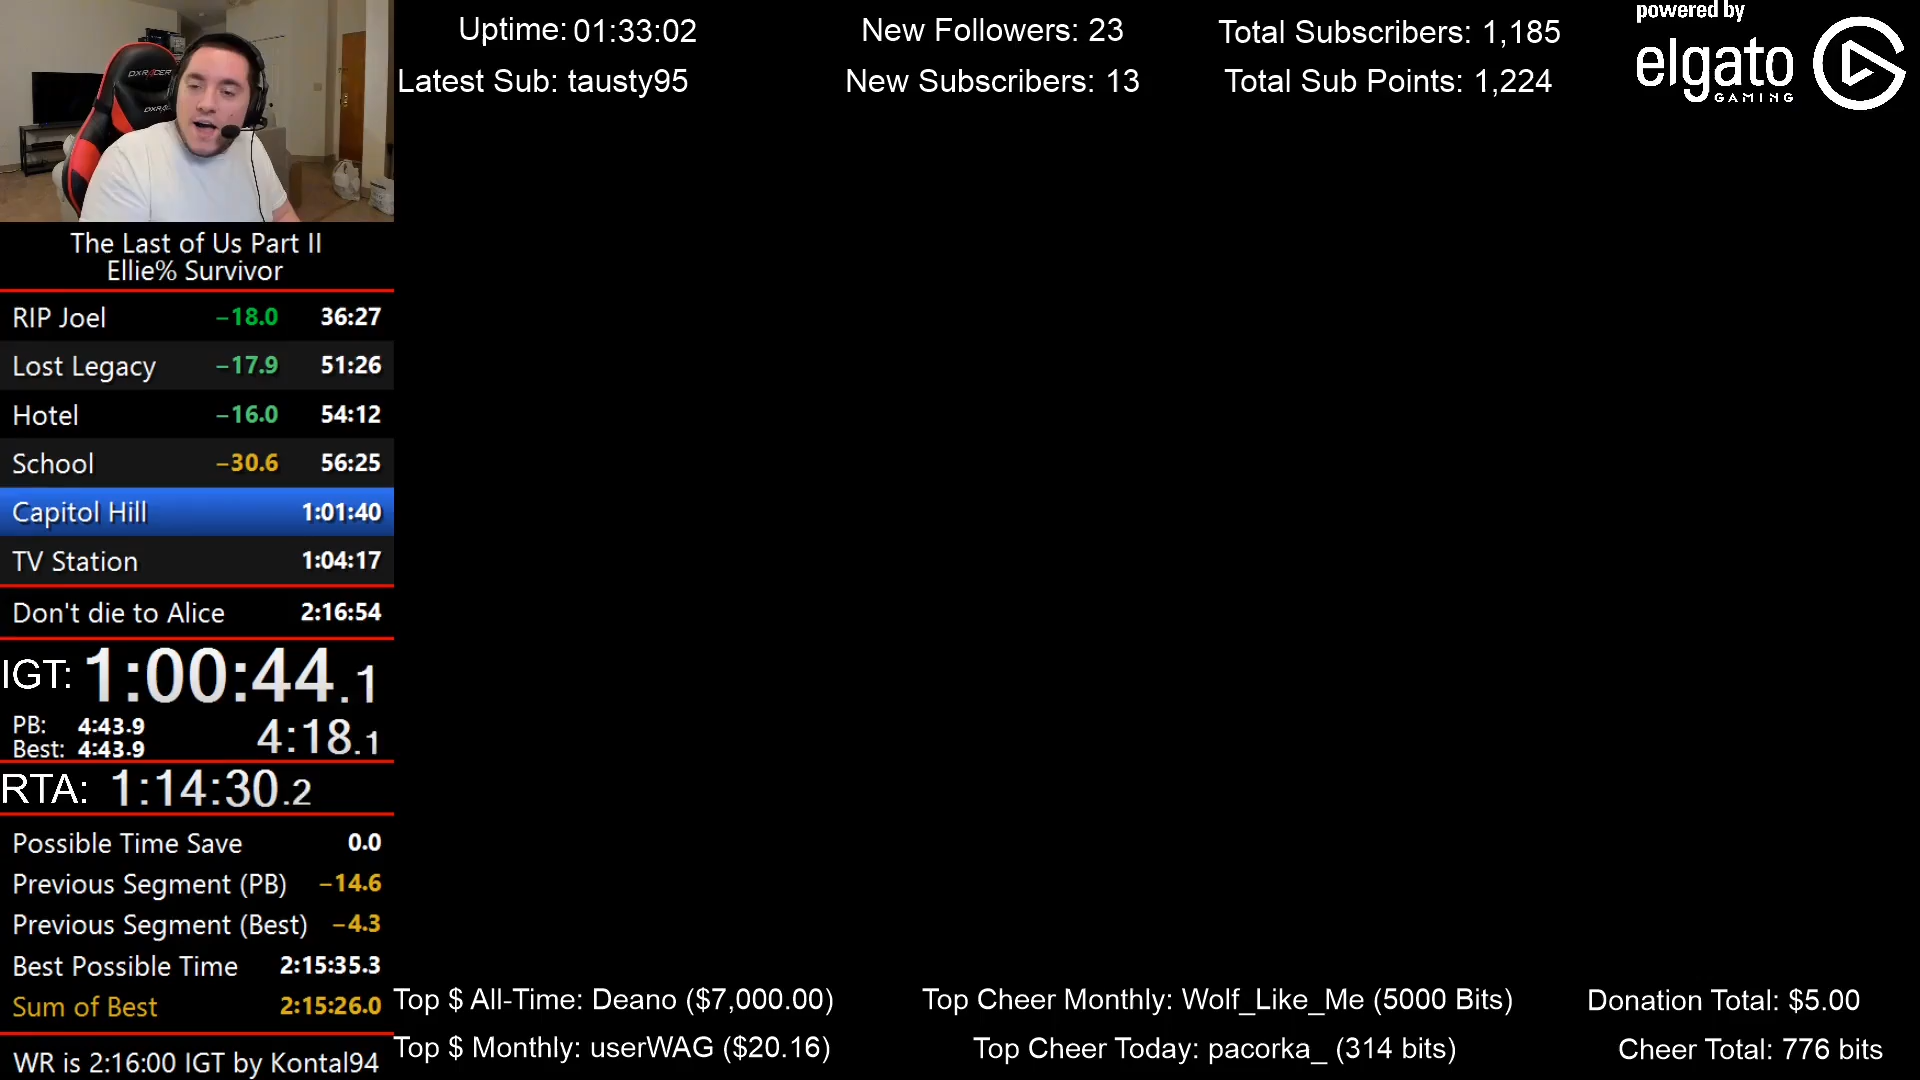 Uptime: 01:33:02
New Followers: 23
Total Subscribers: 1,185
Latest Sub: tausty95
New Subscribers: 13
Total Sub Points: 1,224
powered by
elgato
GAMING
DXRACER
The Last of Us Part II
Ellie% Survivor
RIP Joel −18.0 36:27
Lost Legacy −17.9 51:26
Hotel −16.0 54:12
School −30.6 56:25
Capitol Hill 1:01:40
TV Station 1:04:17
Don't die to Alice 2:16:54
IGT: 1:00:44.1
PB: 4:43.9
Best: 4:43.9
4:18.1
RTA: 1:14:30.2
Possible Time Save 0.0
Previous Segment (PB) −14.6
Previous Segment (Best) −4.3
Best Possible Time 2:15:35.3
Sum of Best 2:15:26.0
WR is 2:16:00 IGT by Kontal94
Top $ All-Time: Deano ($7,000.00)
Top Cheer Monthly: Wolf_Like_Me (5000 Bits)
Donation Total: $5.00
Top $ Monthly: userWAG ($20.16)
Top Cheer Today: pacorka_ (314 bits)
Cheer Total: 776 bits